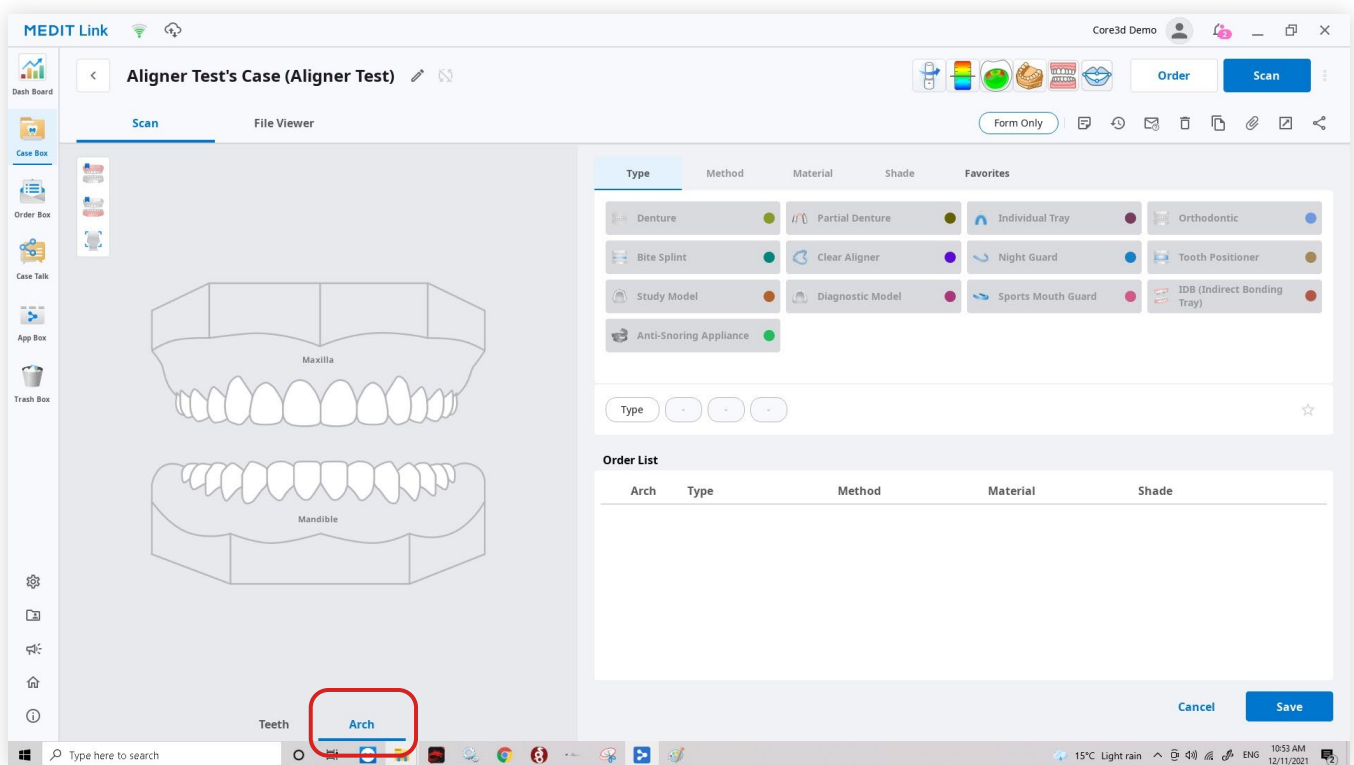 MEDIT Link
Core3d Demo
2
Dash Board
Aligner Test's Case (Aligner Test)
Order
Scan
Scan
File Viewer
Form Only
Case Box
Order Box
Case Talk
App Box
Trash Box
Type
Method
Material
Shade
Favorites
Denture
Partial Denture
Individual Tray
Orthodontic
Bite Splint
Clear Aligner
Night Guard
Tooth Positioner
Study Model
Diagnostic Model
Sports Mouth Guard
IDB (Indirect Bonding
Tray)
Anti-Snoring Appliance
Maxilla
Mandible
Type
-
-
-
Order List
Arch Type Method Material Shade
Cancel
Save
Teeth
Arch
Type here to search
15°C Light rain
ENG
10:53 AM
12/11/2021
2